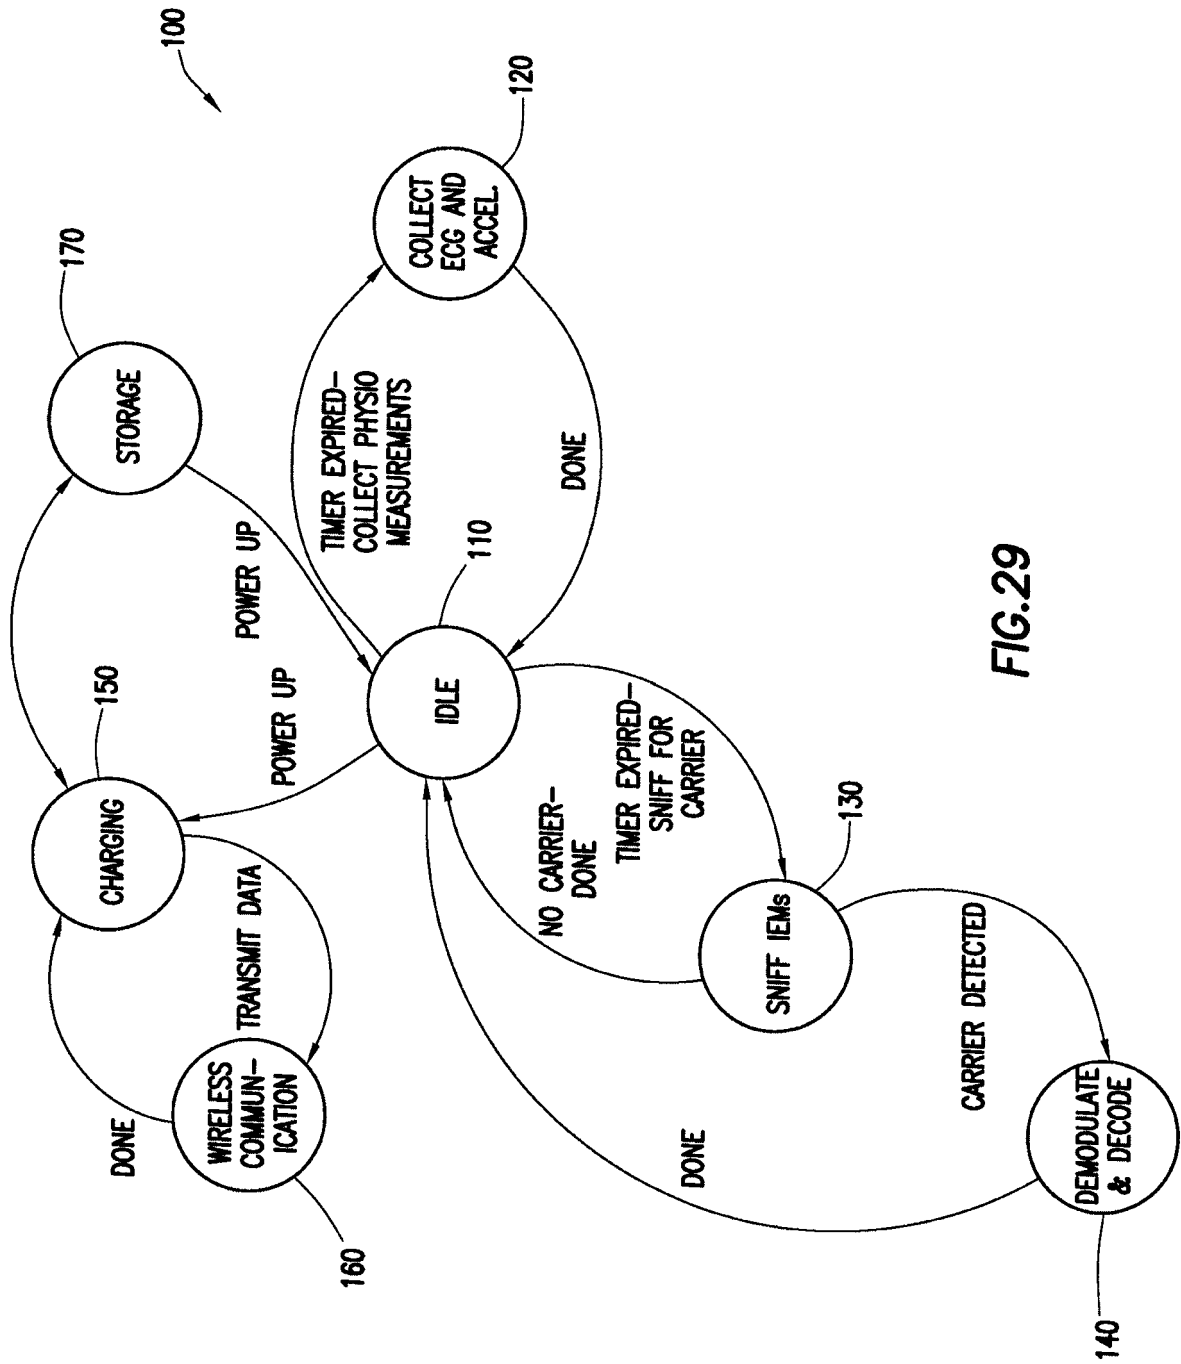 100
170
STORAGE
120
COLLECT
ECG AND
ACCEL.
150
CHARGING
POWER UP
POWER UP
TIMER EXPIRED–
COLLECT PHYSIO
MEASUREMENTS
110
IDLE
DONE
DONE
TRANSMIT DATA
WIRELESS
COMMUN–
ICATION
160
NO CARRIER–
DONE
TIMER EXPIRED–
SNIFF FOR
CARRIER
130
SNIFF IEMs
DONE
CARRIER DETECTED
DEMODULATE
& DECODE
140
FIG.29